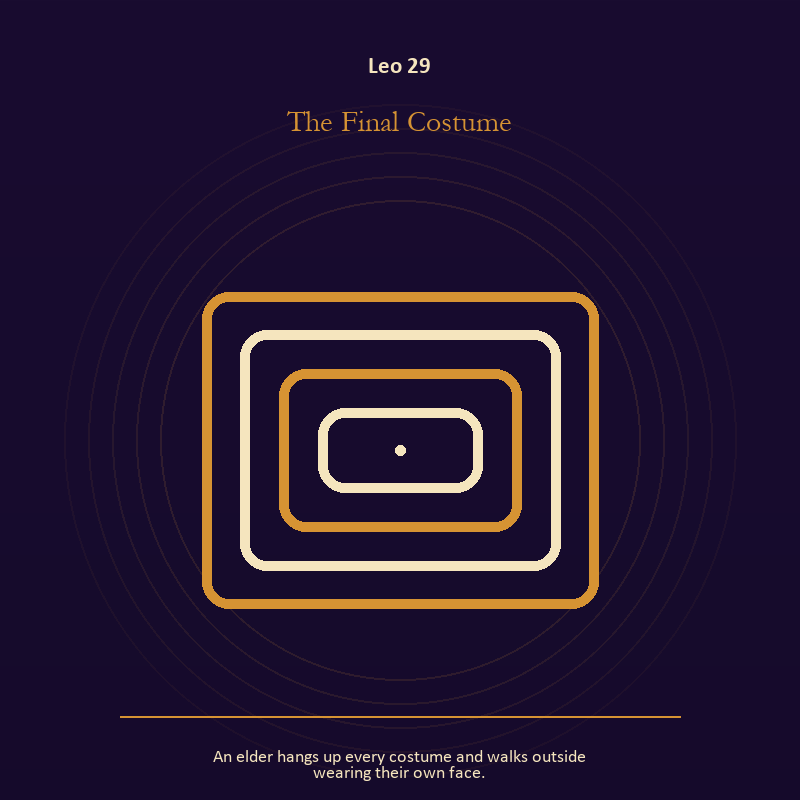 Leo 29
The Final Costume
An elder hangs up every costume and walks outside
wearing their own face.